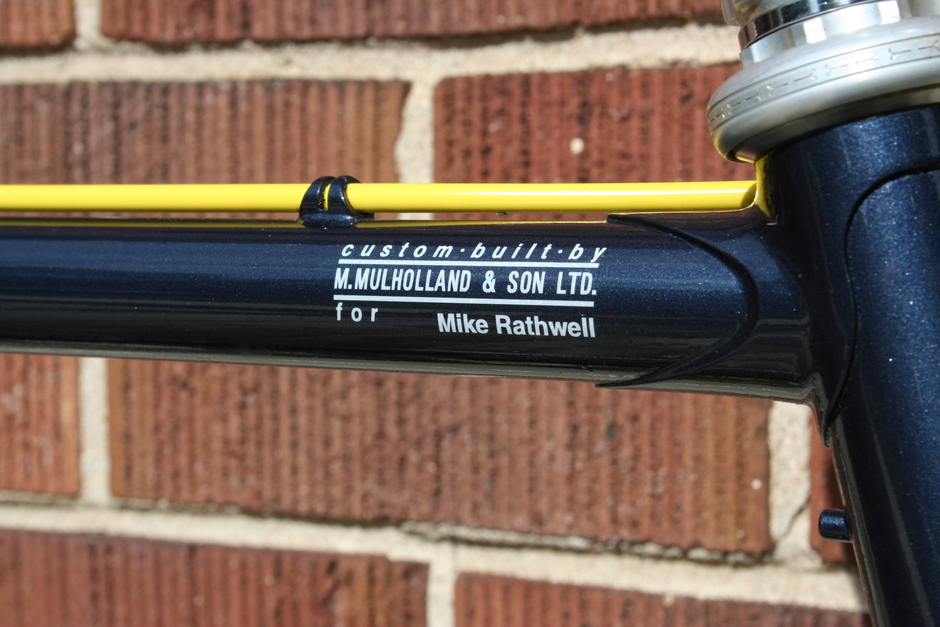 custom·built·by
M.MULHOLLAND & SON LTD.
for Mike Rathwell